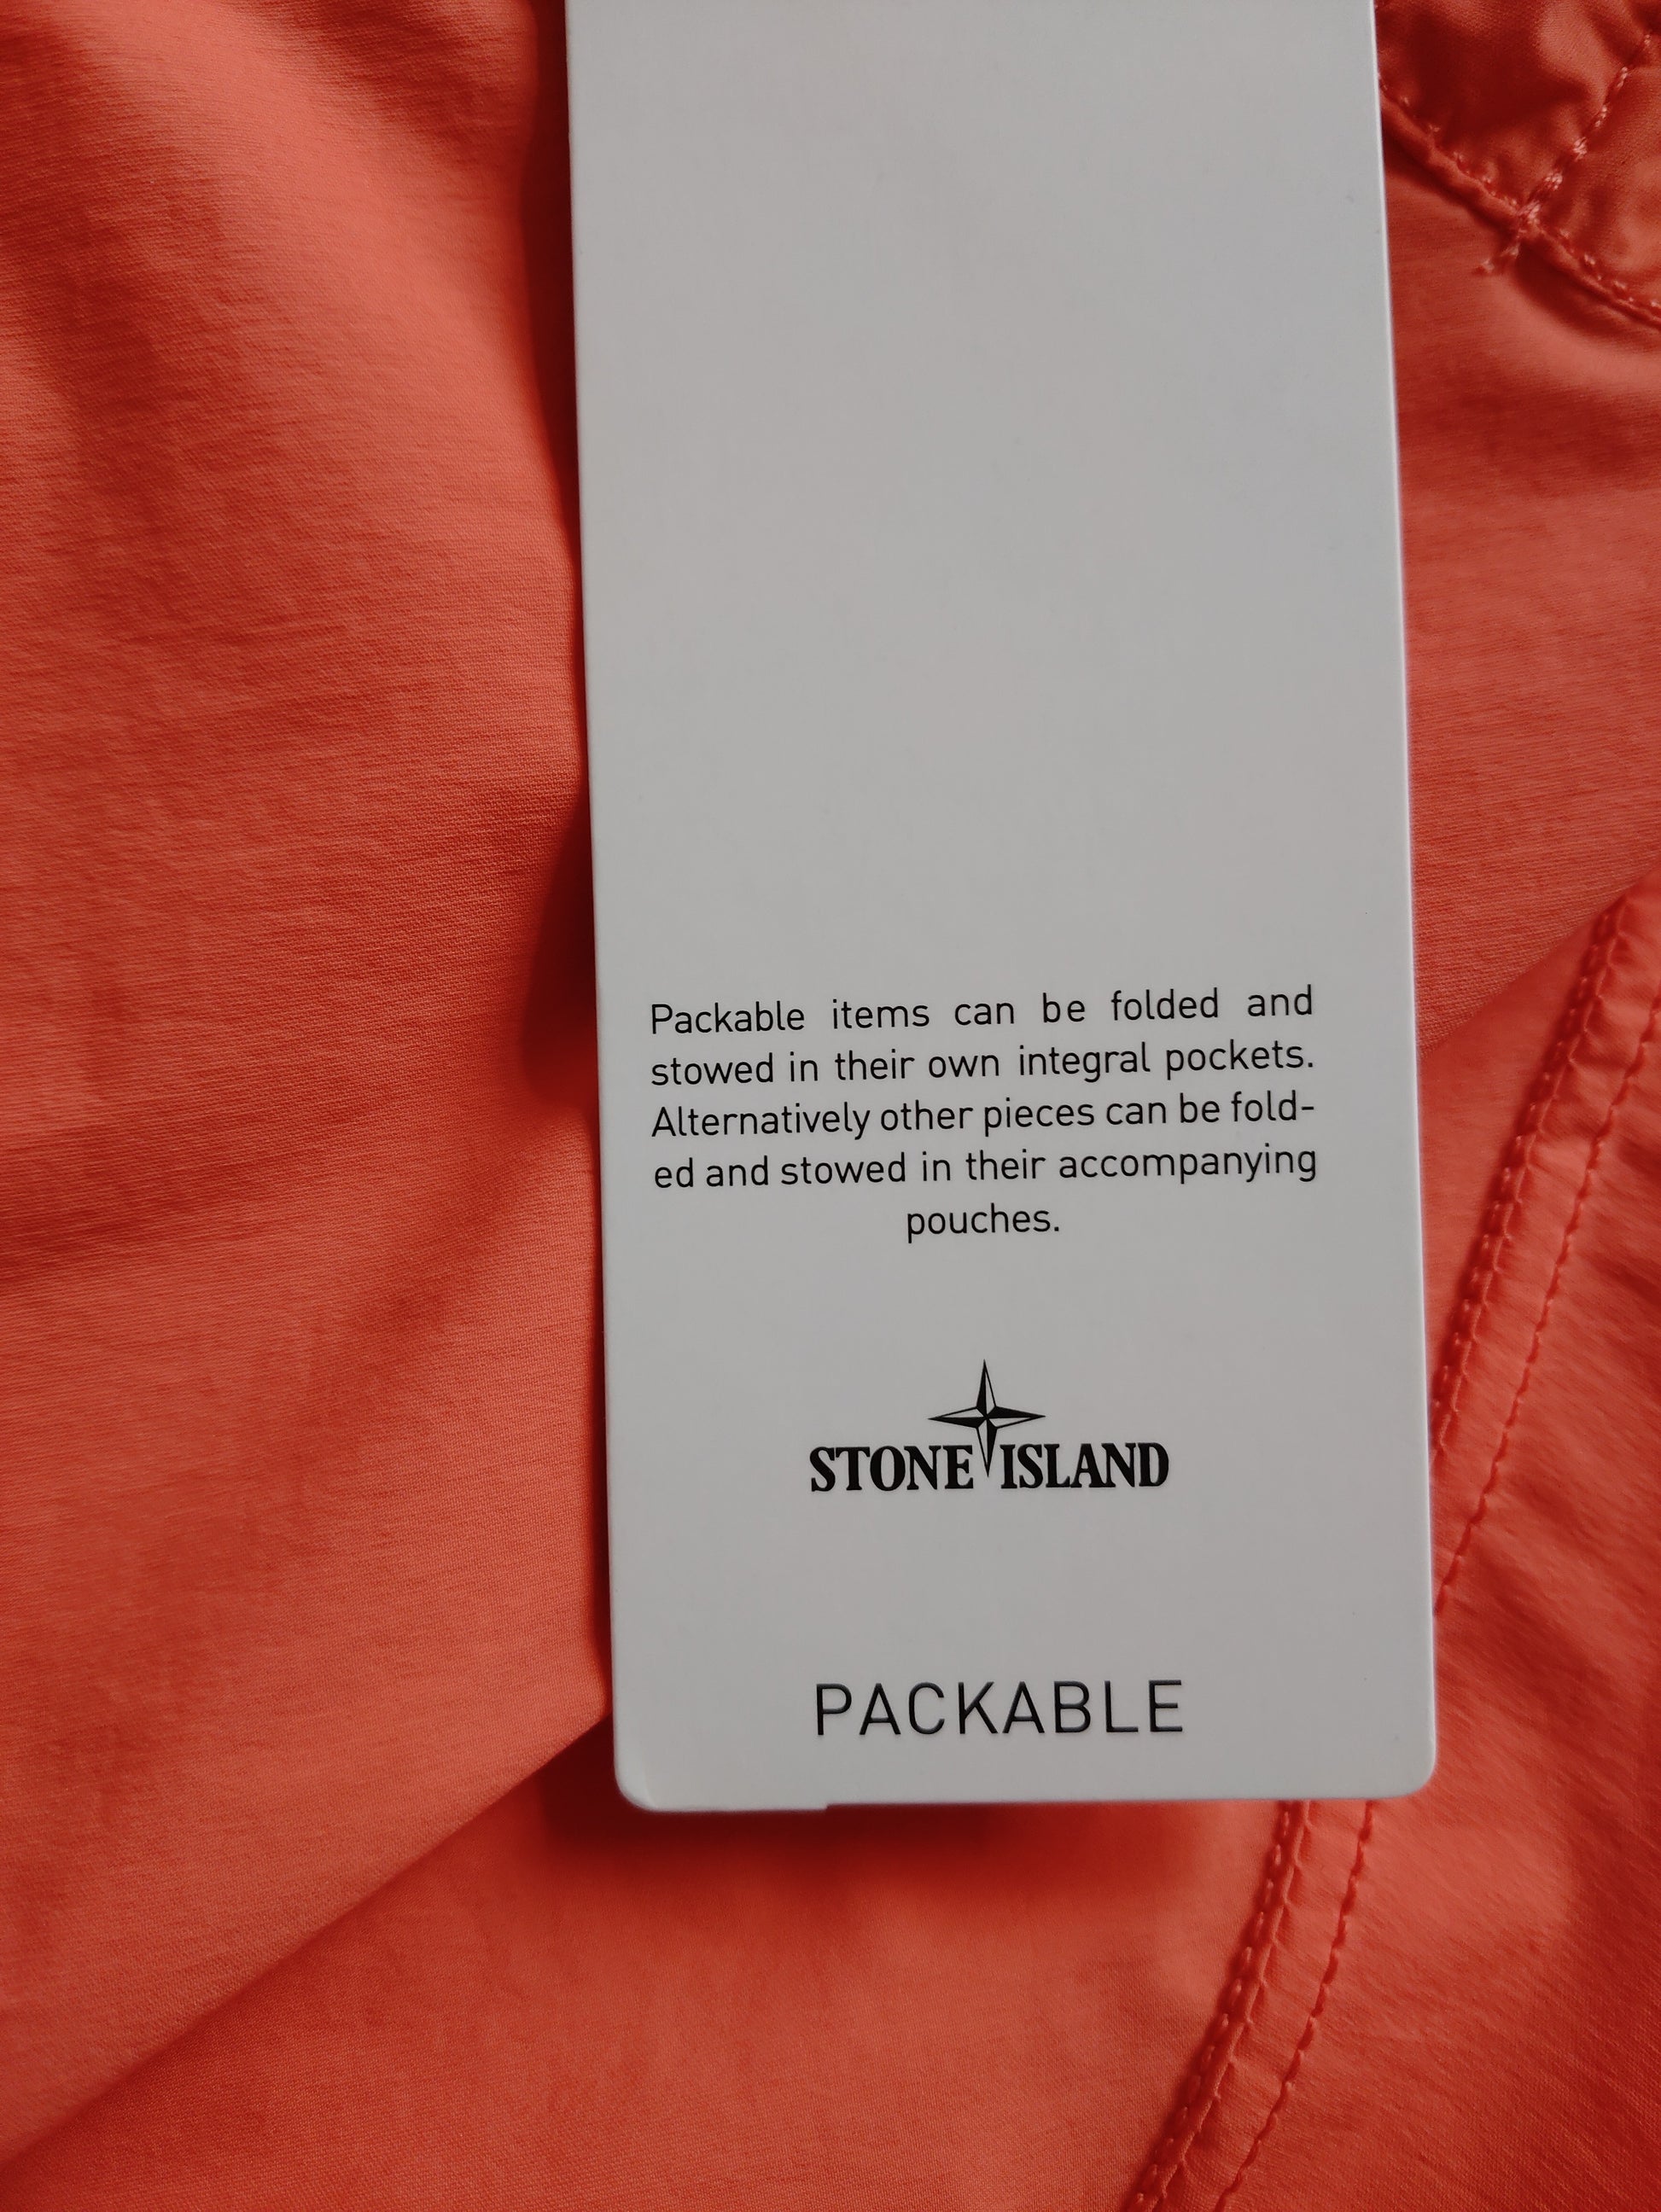 Packable items can be folded and
stowed in their own integral pockets.
Alternatively other pieces can be fold-
ed and stowed in their accompanying
pouches.
STONE ISLAND
PACKABLE